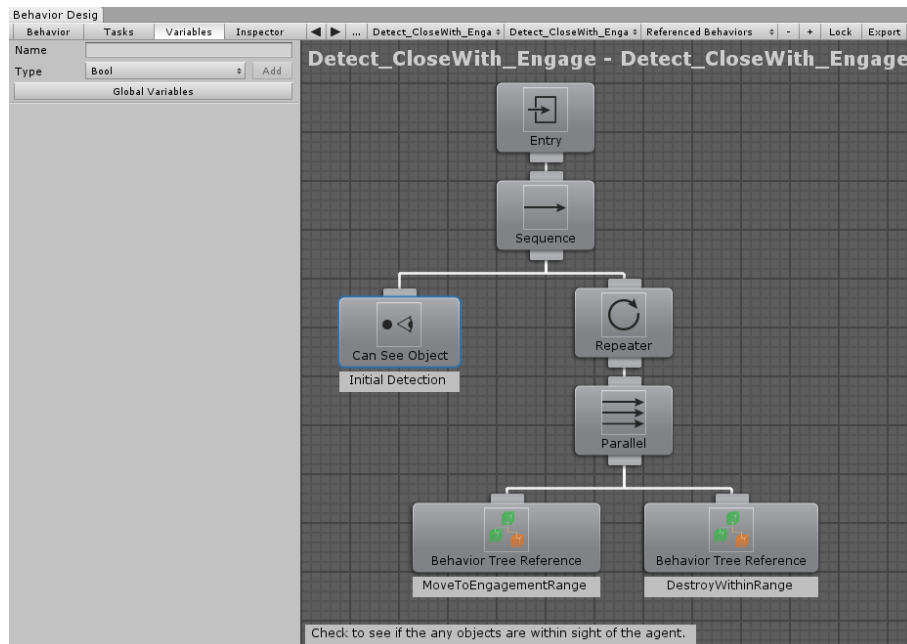 Behavior Desig
Behavior Tasks Variables Inspector
... Detect_CloseWith_Enga Detect_CloseWith_Enga Referenced Behaviors - + Lock Export
Name
Type Bool Add
Global Variables
Detect_CloseWith_Engage - Detect_CloseWith_Engage
Entry
Sequence
Can See Object
Initial Detection
Repeater
Parallel
Behavior Tree Reference
MoveToEngagementRange
Behavior Tree Reference
DestroyWithinRange
Check to see if the any objects are within sight of the agent.